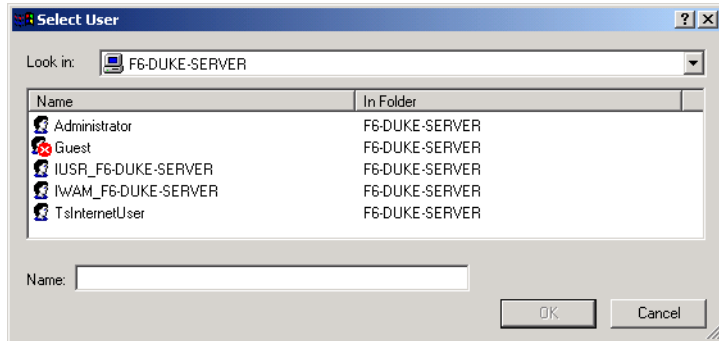 Select User
Look in: F6-DUKE-SERVER
Name In Folder
Administrator F6-DUKE-SERVER
Guest F6-DUKE-SERVER
IUSR_F6-DUKE-SERVER F6-DUKE-SERVER
IWAM_F6-DUKE-SERVER F6-DUKE-SERVER
TsInternetUser F6-DUKE-SERVER
Name:
OK Cancel